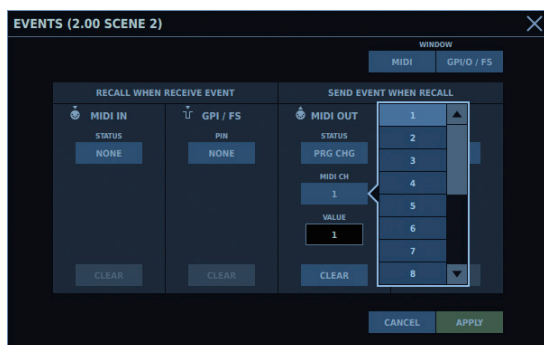 EVENTS (2.00 SCENE 2)
WINDOW
MIDI GPI/O / FS
RECALL WHEN RECEIVE EVENT SEND EVENT WHEN RECALL
MIDI IN GPI / FS MIDI OUT
STATUS PIN STATUS
NONE NONE PRG CHG
MIDI CH
1
VALUE
1
CLEAR CLEAR CLEAR
1
2
3
4
5
6
7
8
CANCEL APPLY